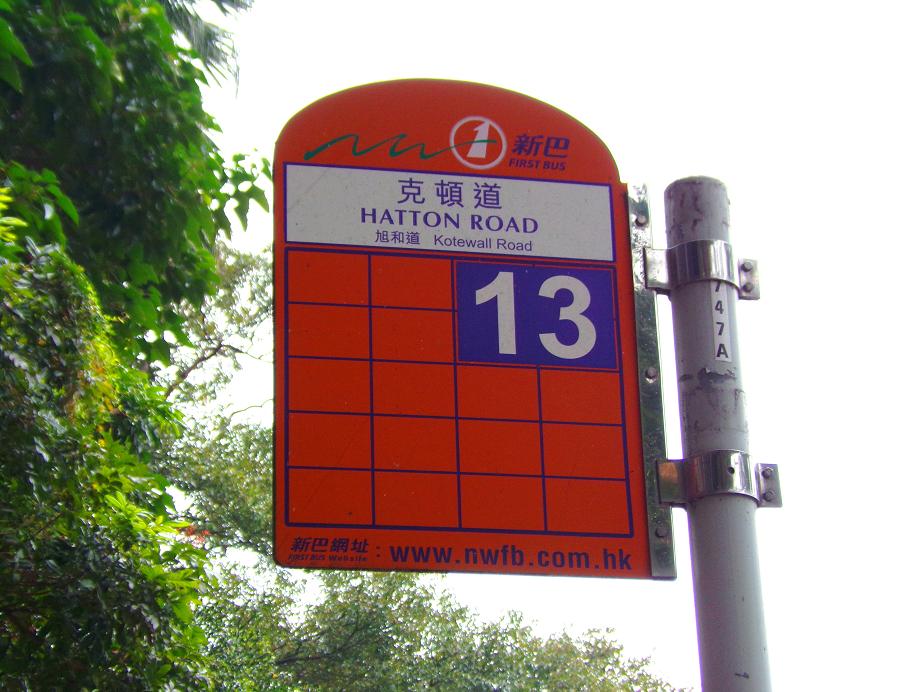 1 新巴
FIRST BUS
克頓道
HATTON ROAD
旭和道 Kotewall Road
13
新巴網址 : www.nwfb.com.hk
FIRST BUS Website
747A